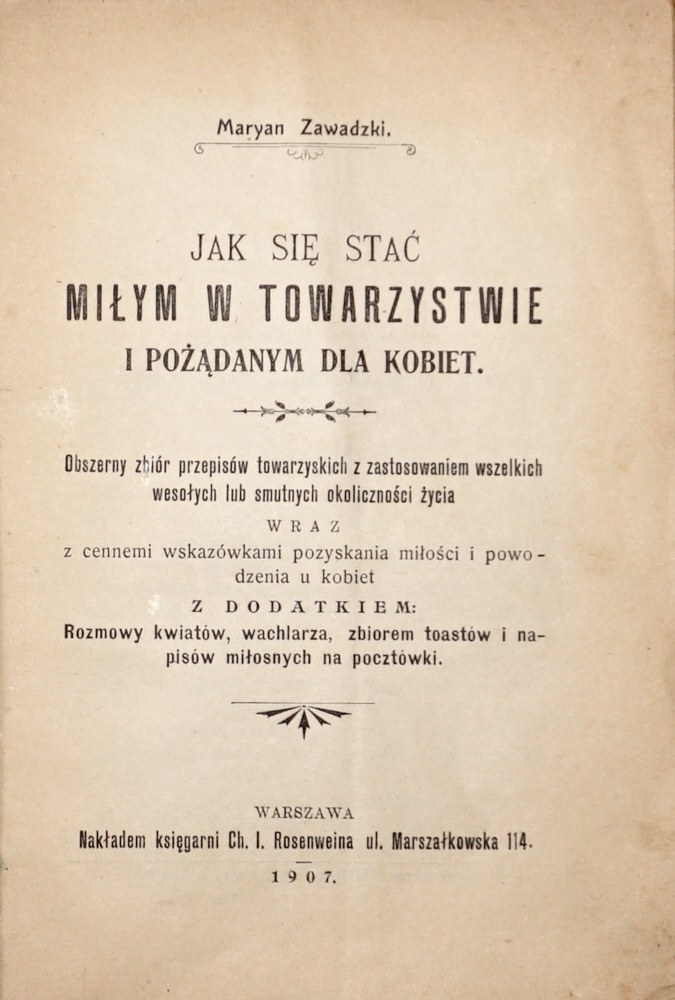 Maryan Zawadzki.
JAK SIĘ STAĆ
MIŁYM W TOWARZYSTWIE
I POŻĄDANYM DLA KOBIET.
Obszerny zbiór przepisów towarzyskich z zastosowaniem wszelkich
wesołych lub smutnych okoliczności życia
WRAZ
z cennemi wskazówkami pozyskania miłości i powo-
dzenia u kobiet
Z DODATKIEM:
Rozmowy kwiatów, wachlarza, zbiorem toastów i na-
pisów miłosnych na pocztówki.
WARSZAWA
Nakładem księgarni Ch. I. Rosenweina ul. Marszałkowska 114.
1907.